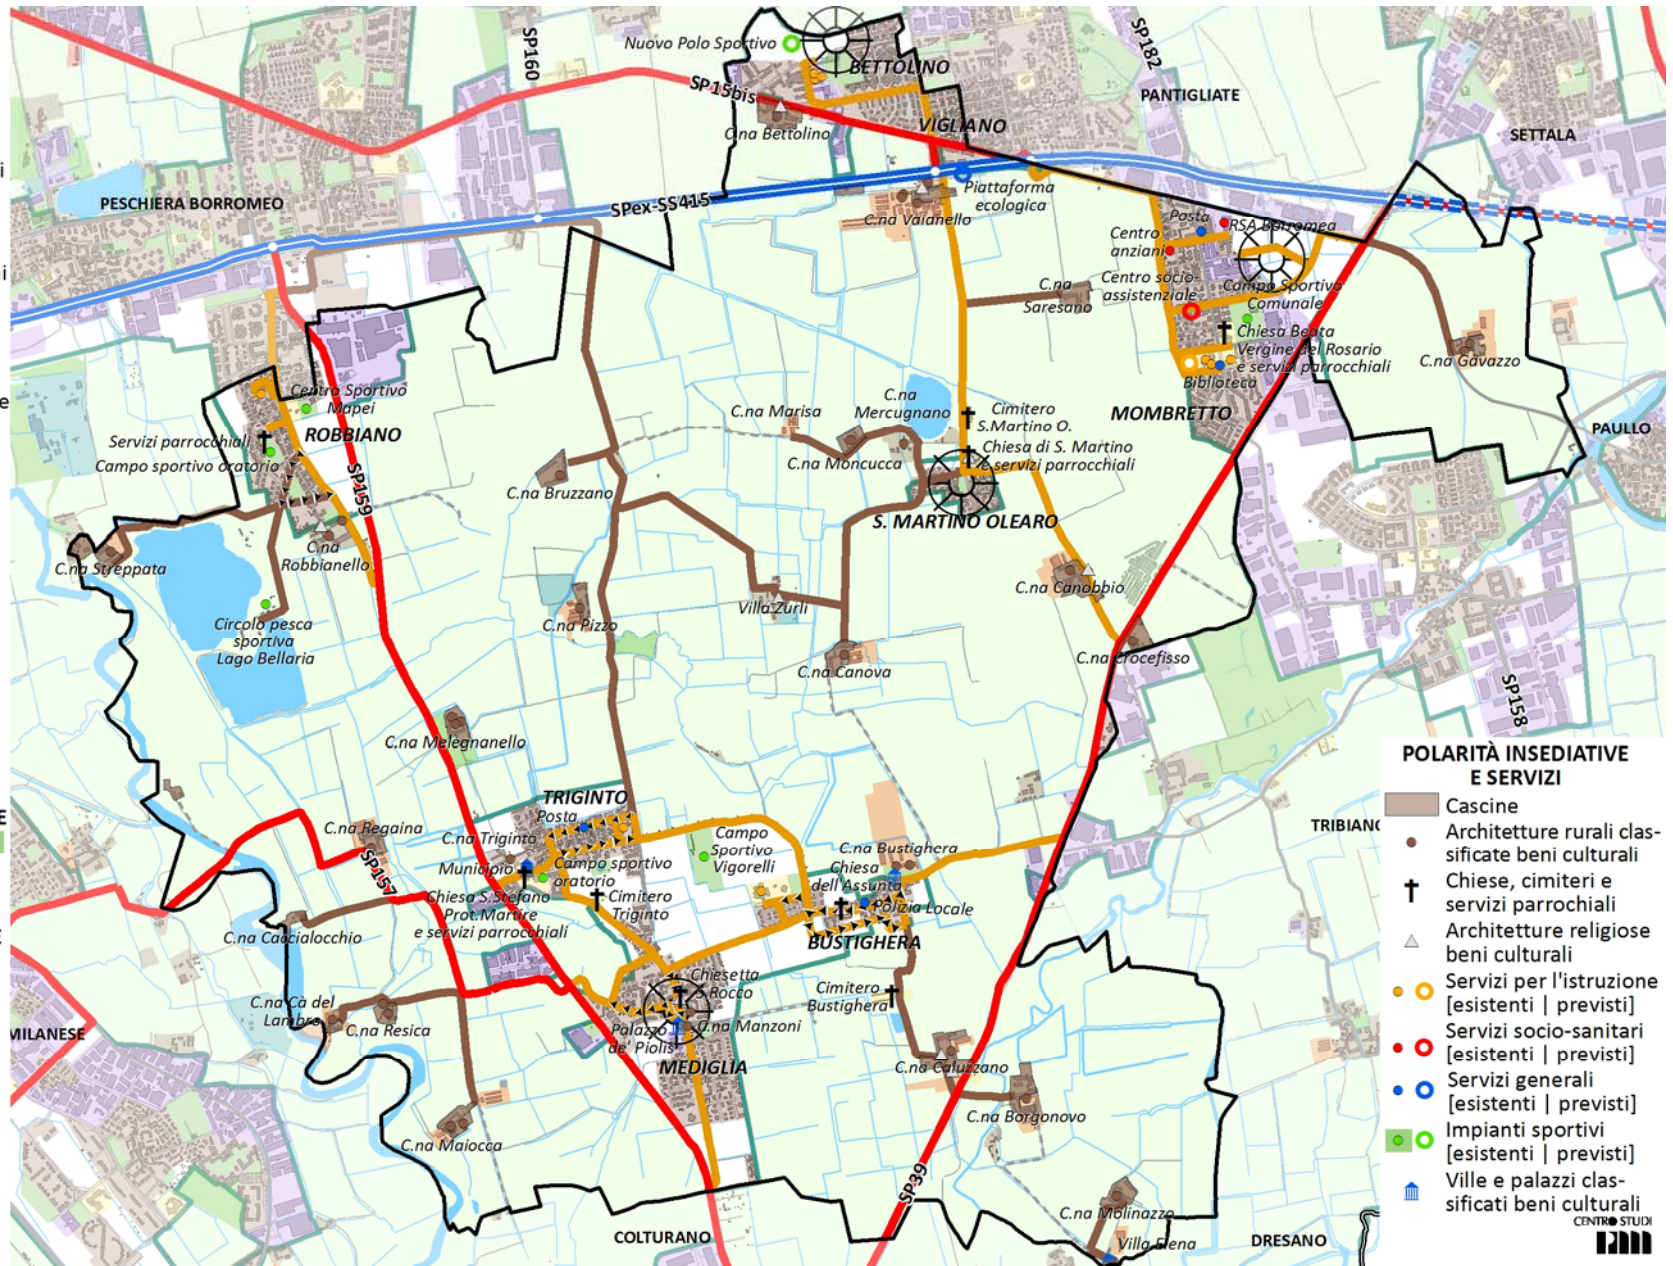 Nuovo Polo Sportivo
BETTOLINO
SP160
SP182
PANTIGLIATE
SP15bis
C.na Bettolino
VIGLIANO
SETTALA
PESCHIERA BORROMEO
SPex-SS415
Piattaforma
ecologica
C.na Vaianello
Posta
RSA Borromea
Centro
anziani
Centro socio-
assistenziale
C.na
Saresano
Campo Sportivo
Comunale
Chiesa Beata
Vergine del Rosario
e servizi parrocchiali
Biblioteca
C.na Gavazzo
MOMBRETTO
PAULLO
Centro Sportivo
Mapei
ROBBIANO
Servizi parrocchiali
Campo sportivo oratorio
SP159
C.na Marisa
C.na
Mercugnano
Cimitero
S.Martino O.
Chiesa di S. Martino
e servizi parrocchiali
C.na Moncucca
C.na Bruzzano
S. MARTINO OLEARO
C.na
Robbianello
C.na Streppata
C.na Canobbio
Villa Zurli
C.na Pizzo
Circolo pesca
sportiva
Lago Bellaria
C.na Canova
C.na Crocefisso
SP158
C.na Melegnanello
TRIGINTO
Posta
C.na Regaina
C.na Triginto
Municipio
Campo
Sportivo
Vigorelli
C.na Bustighera
Chiesa
dell'Assunta
Polizia Locale
SP157
Campo sportivo
oratorio
Chiesa S.Stefano
Prot.Martire
e servizi parrocchiali
Cimitero
Triginto
BUSTIGHERA
C.na Caccialocchio
TRIBIANO
Chiesetta
S.Rocco
Cimitero
Bustighera
C.na Cà del
Lambro
C.na Resica
Palazzo
de' Piolis
C.na Manzoni
MEDIGLIA
MILANESE
C.na Caluzzano
C.na Borgonovo
C.na Maiocca
SP39
C.na Molinazzo
Villa Elena
COLTURANO
DRESANO
POLARITÀ INSEDIATIVE
E SERVIZI
Cascine
Architetture rurali clas-
sificate beni culturali
Chiese, cimiteri e
servizi parrochiali
Architetture religiose
beni culturali
Servizi per l'istruzione
[esistenti | previsti]
Servizi socio-sanitari
[esistenti | previsti]
Servizi generali
[esistenti | previsti]
Impianti sportivi
[esistenti | previsti]
Ville e palazzi clas-
sificati beni culturali
CENTRO STUDI
PIM